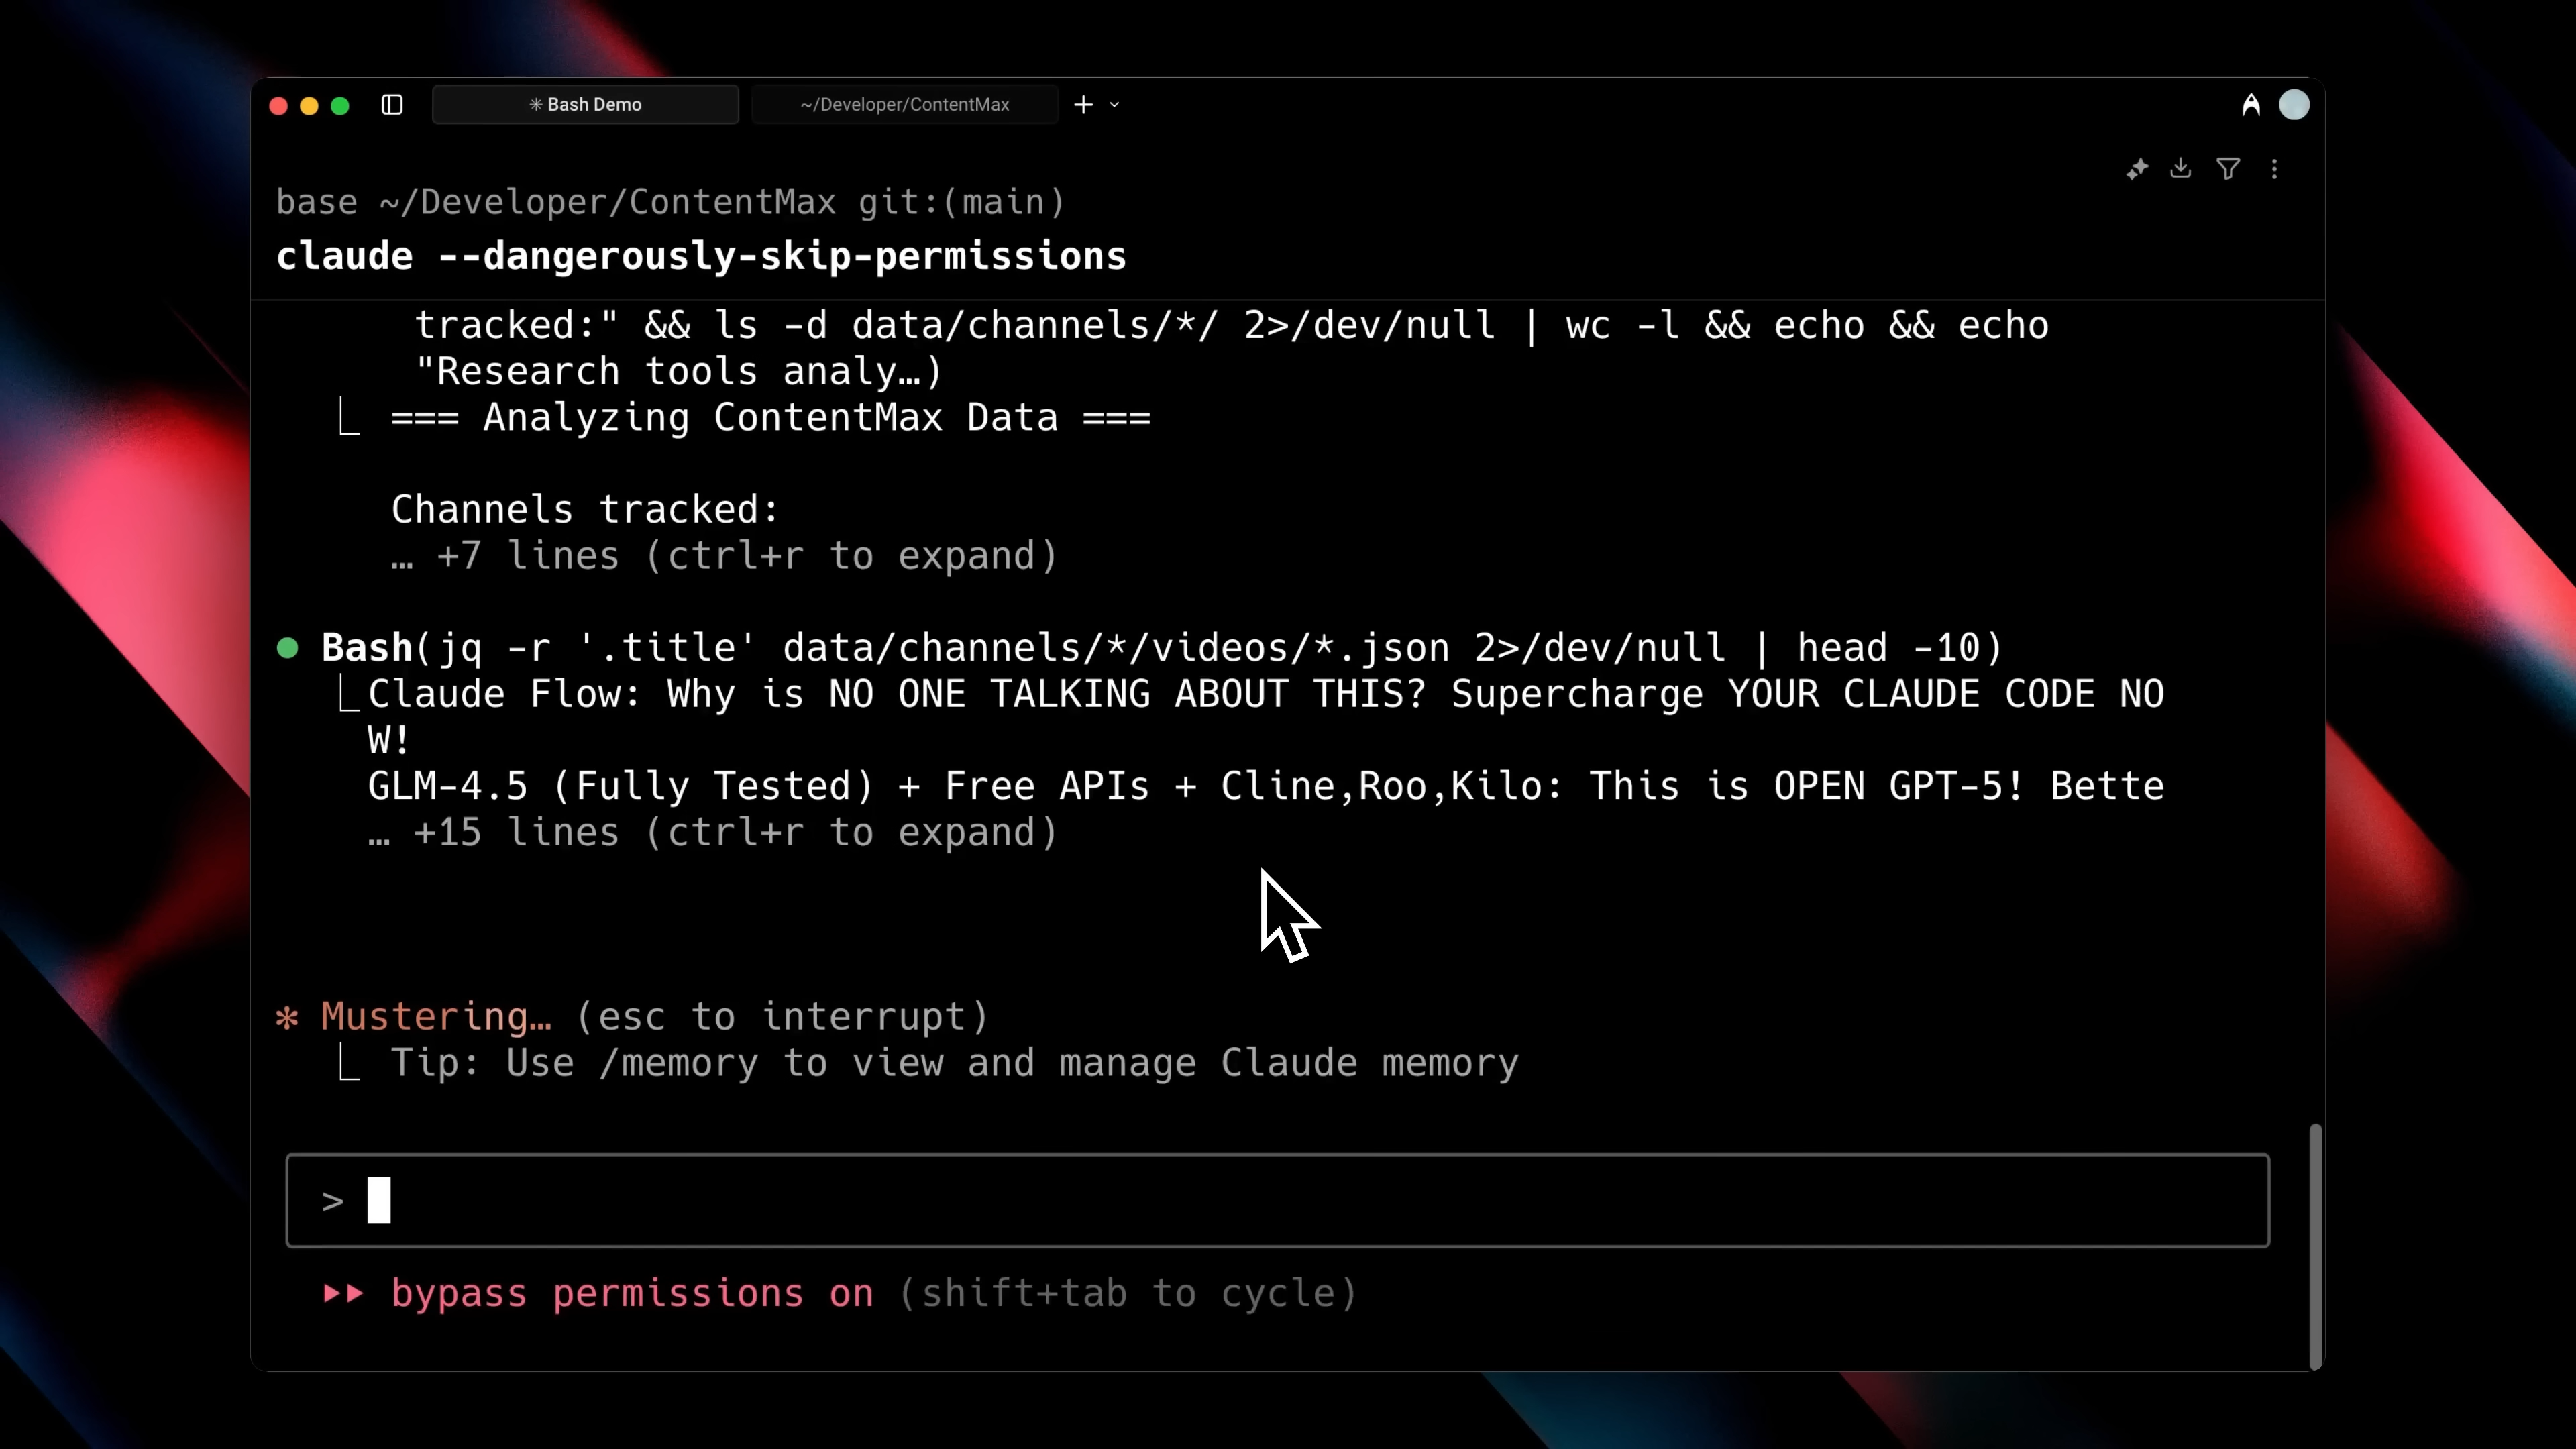 ✳ Bash Demo
~/Developer/ContentMax
base ~/Developer/ContentMax git:(main)
claude --dangerously-skip-permissions
tracked:" && ls -d data/channels/*/ 2>/dev/null | wc -l && echo && echo
"Research tools analy…)
=== Analyzing ContentMax Data ===
Channels tracked:
… +7 lines (ctrl+r to expand)
Bash(jq -r '.title' data/channels/*/videos/*.json 2>/dev/null | head -10)
Claude Flow: Why is NO ONE TALKING ABOUT THIS? Supercharge YOUR CLAUDE CODE NO
W!
GLM-4.5 (Fully Tested) + Free APIs + Cline,Roo,Kilo: This is OPEN GPT-5! Bette
… +15 lines (ctrl+r to expand)
✻ Mustering… (esc to interrupt)
Tip: Use /memory to view and manage Claude memory
>
bypass permissions on (shift+tab to cycle)